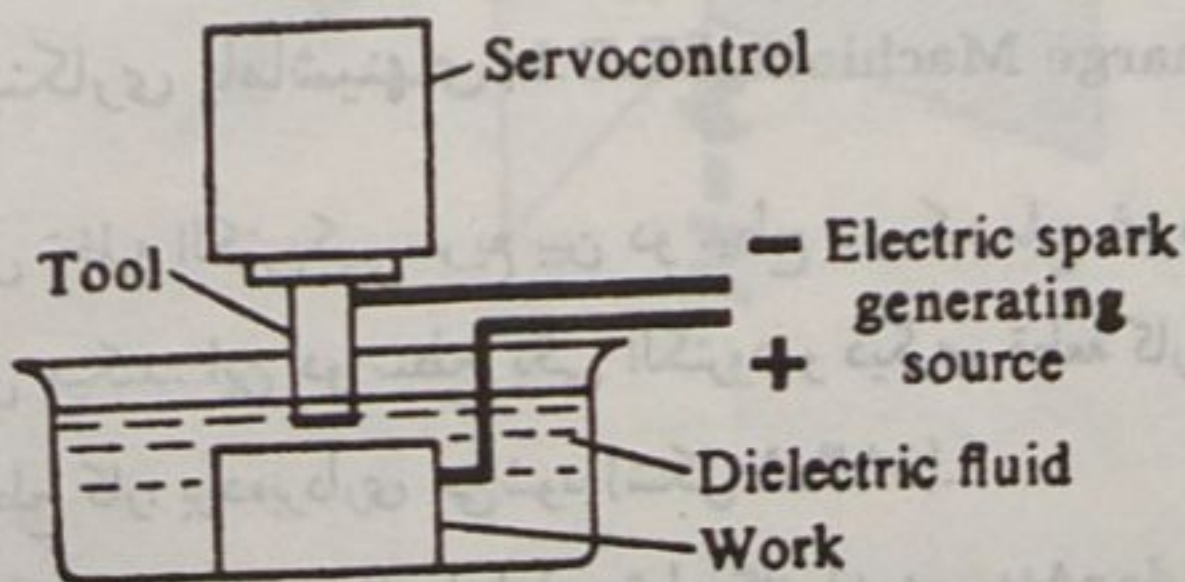 Servocontrol
Tool
− Electric spark
generating
+ source
Dielectric fluid
Work